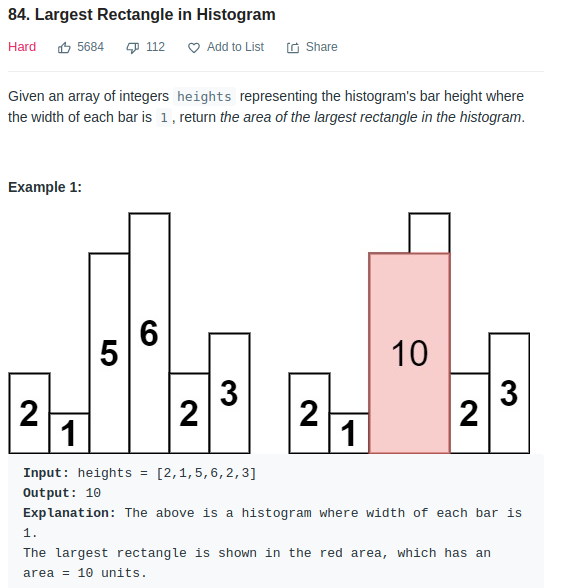 84. Largest Rectangle in Histogram
Hard 5684 112 Add to List Share
Given an array of integers heights representing the histogram's bar height where
the width of each bar is 1 , return the area of the largest rectangle in the histogram.
Example 1:
2 1 5 6 2 3
2 1 10 2 3
Input: heights = [2,1,5,6,2,3]
Output: 10
Explanation: The above is a histogram where width of each bar is
1.
The largest rectangle is shown in the red area, which has an
area = 10 units.